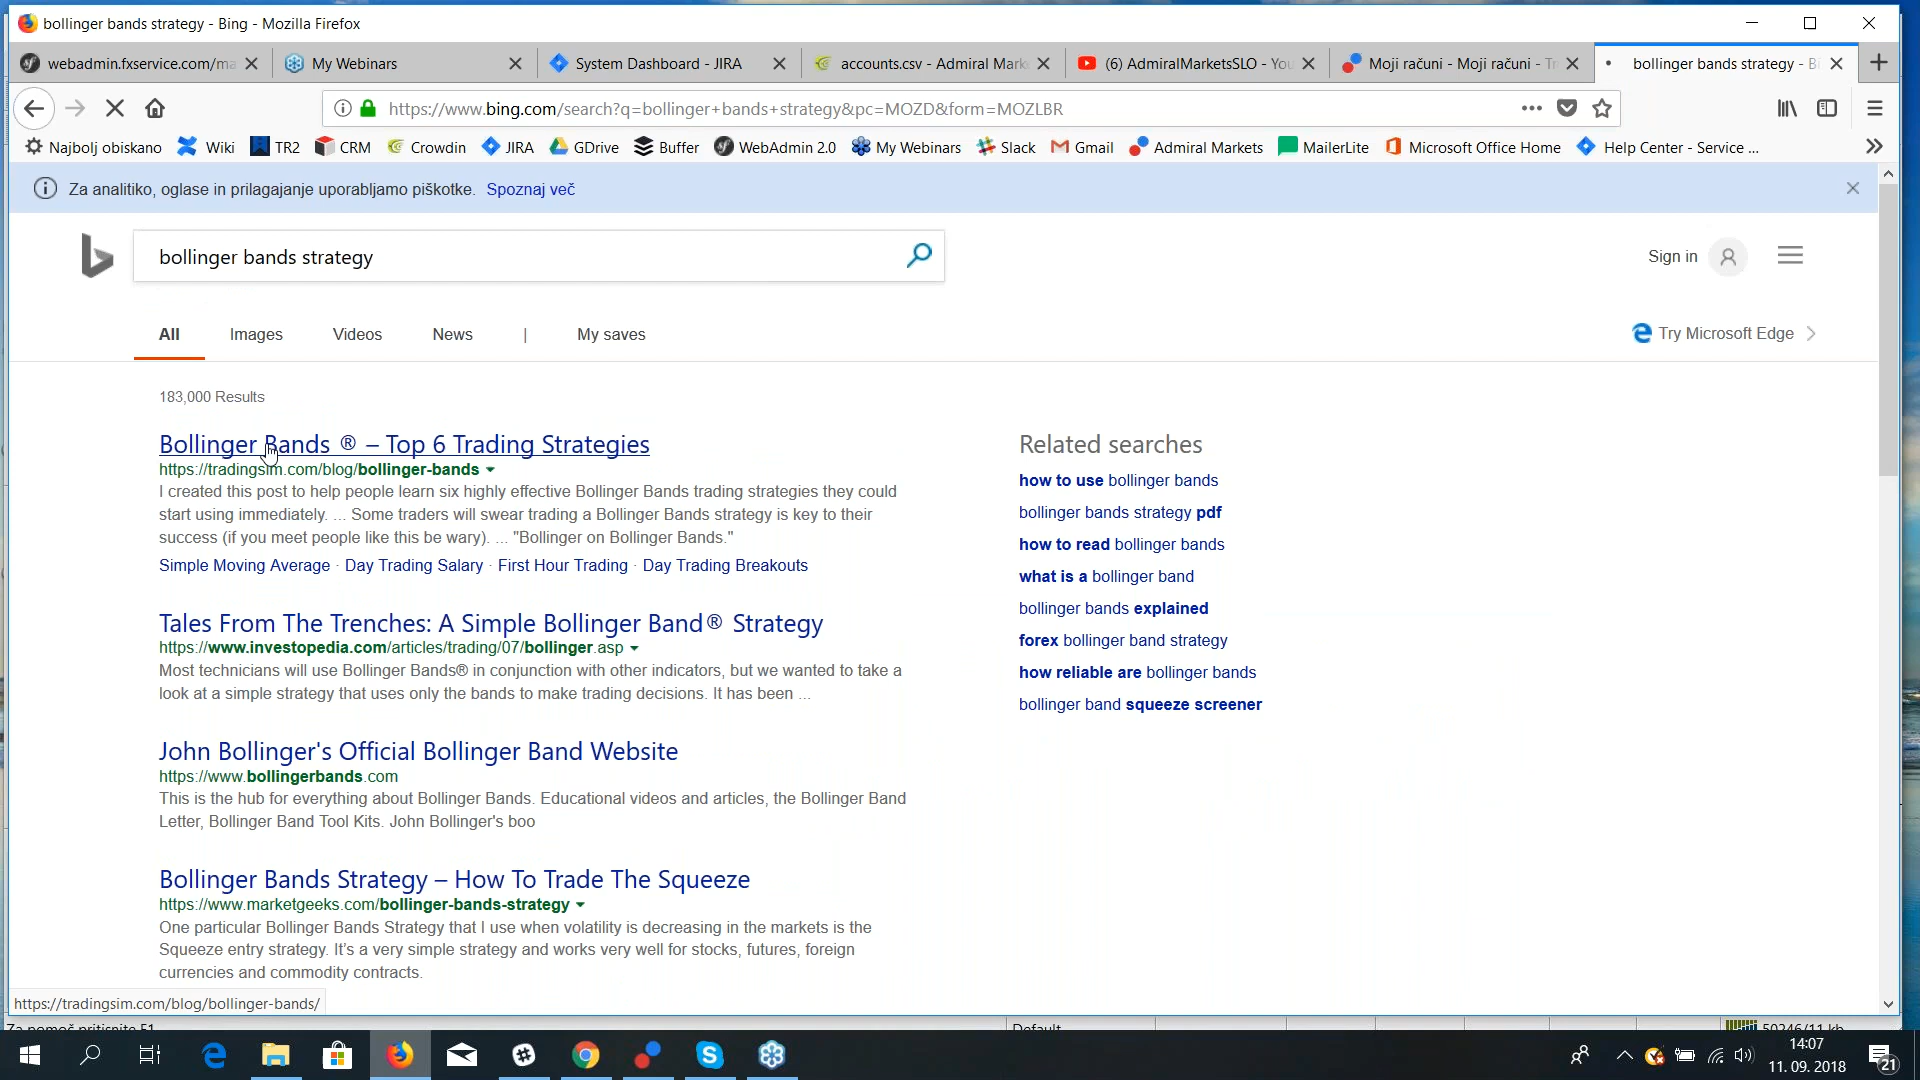 bollinger bands strategy - Bing - Mozilla Firefox
webadmin.fxservice.com/ma
My Webinars
System Dashboard - JIRA
accounts.csv - Admiral Mark
(6) AdmiralMarketsSLO - You
Moji računi - Moji računi - Tr
bollinger bands strategy - Bi
https://www.bing.com/search?q=bollinger+bands+strategy&pc=MOZD&form=MOZLBR
Najbolj obiskano
Wiki
TR2
CRM
Crowdin
JIRA
GDrive
Buffer
WebAdmin 2.0
My Webinars
Slack
Gmail
Admiral Markets
MailerLite
Microsoft Office Home
Help Center - Service ...
Za analitiko, oglase in prilagajanje uporabljamo piškotke. Spoznaj več
bollinger bands strategy
Sign in
All
Images
Videos
News
|
My saves
Try Microsoft Edge
183,000 Results
Bollinger Bands ® – Top 6 Trading Strategies
https://tradingsim.com/blog/bollinger-bands
I created this post to help people learn six highly effective Bollinger Bands trading strategies they could
start using immediately. ... Some traders will swear trading a Bollinger Bands strategy is key to their
success (if you meet people like this be wary). ... "Bollinger on Bollinger Bands."
Simple Moving Average · Day Trading Salary · First Hour Trading · Day Trading Breakouts
Tales From The Trenches: A Simple Bollinger Band® Strategy
https://www.investopedia.com/articles/trading/07/bollinger.asp
Most technicians will use Bollinger Bands® in conjunction with other indicators, but we wanted to take a
look at a simple strategy that uses only the bands to make trading decisions. It has been ...
John Bollinger's Official Bollinger Band Website
https://www.bollingerbands.com
This is the hub for everything about Bollinger Bands. Educational videos and articles, the Bollinger Band
Letter, Bollinger Band Tool Kits. John Bollinger's boo
Bollinger Bands Strategy – How To Trade The Squeeze
https://www.marketgeeks.com/bollinger-bands-strategy
One particular Bollinger Bands Strategy that I use when volatility is decreasing in the markets is the
Squeeze entry strategy. It's a very simple strategy and works very well for stocks, futures, foreign
currencies and commodity contracts.
Related searches
how to use bollinger bands
bollinger bands strategy pdf
how to read bollinger bands
what is a bollinger band
bollinger bands explained
forex bollinger band strategy
how reliable are bollinger bands
bollinger band squeeze screener
https://tradingsim.com/blog/bollinger-bands/
Za pomoč pritisnite F1
Default
50246/11 kb
14:07
11. 09. 2018
21